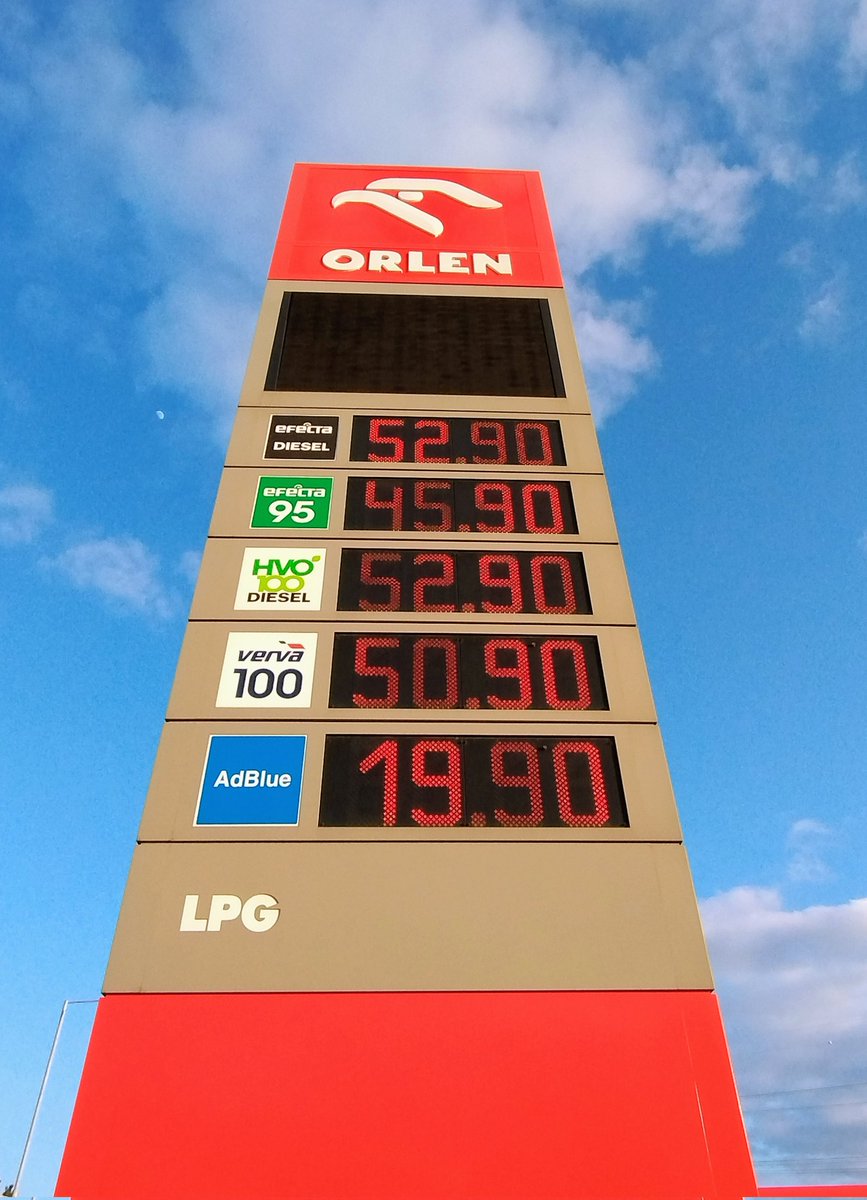 ORLEN
efecta
DIESEL
52.90
efecta
95
45.90
HVO
100
DIESEL
52.90
verva
100
50.90
AdBlue
19.90
LPG